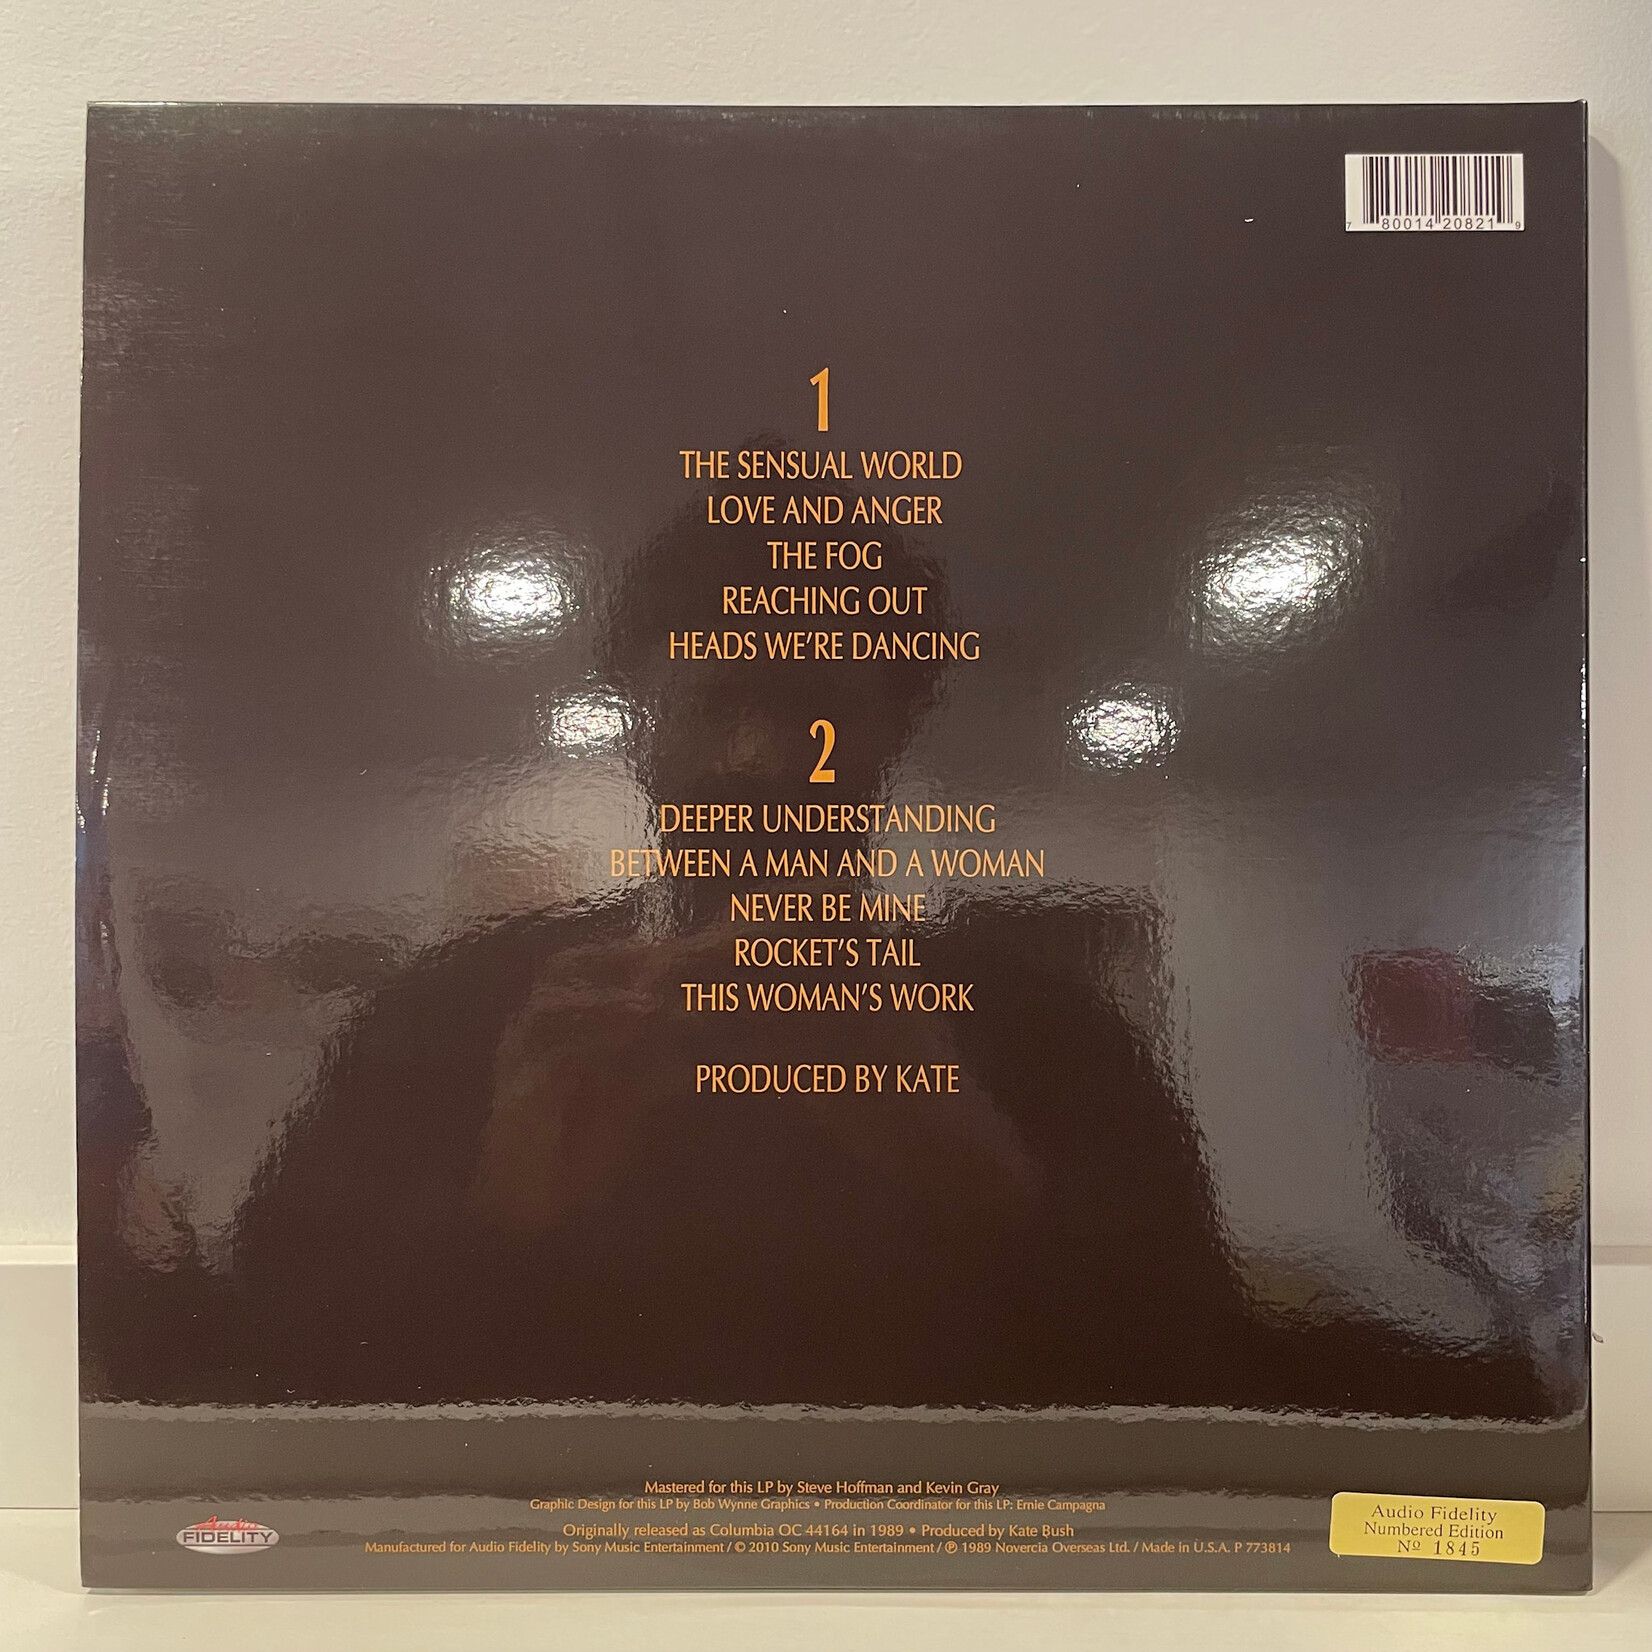 7 80014 20821 9
1
THE SENSUAL WORLD
LOVE AND ANGER
THE FOG
REACHING OUT
HEADS WE'RE DANCING
2
DEEPER UNDERSTANDING
BETWEEN A MAN AND A WOMAN
NEVER BE MINE
ROCKET'S TAIL
THIS WOMAN'S WORK
PRODUCED BY KATE
Mastered for this LP by Steve Hoffman and Kevin Gray
Graphic Design for this LP by Bob Wynne Graphics • Production Coordinator for this LP: Ernie Campagna
Originally released as Columbia OC 44164 in 1989 • Produced by Kate Bush
Manufactured for Audio Fidelity by Sony Music Entertainment / © 2010 Sony Music Entertainment / ℗ 1989 Novercia Overseas Ltd. / Made in U.S.A. P 773814
Audio
FIDELITY
Audio Fidelity
Numbered Edition
Nº 1845